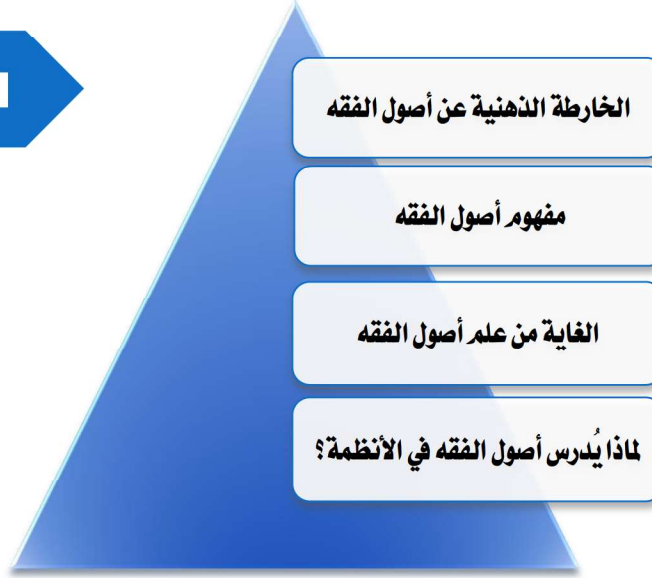 الخارطة الذهنية عن أصول الفقه
مفهوم أصول الفقه
الغاية من علم أصول الفقه
لماذا يُدرس أصول الفقه في الأنظمة؟